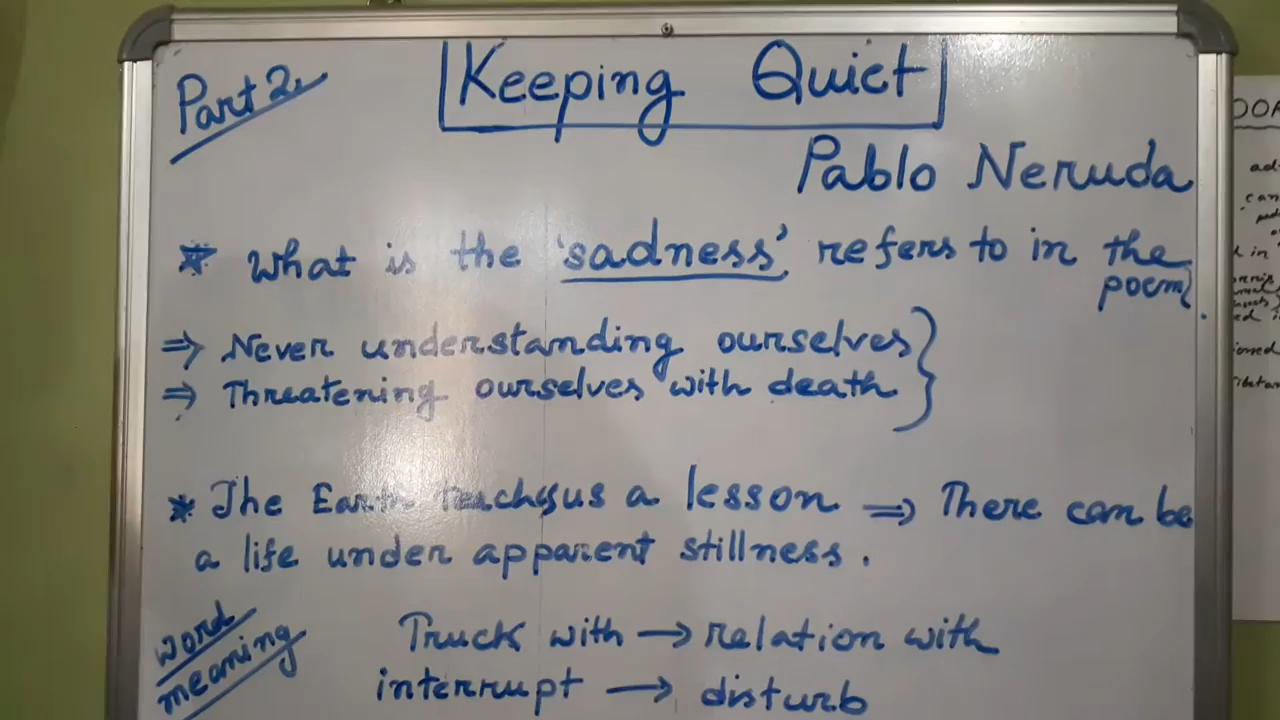 Part 2.
Keeping Quiet
Pablo Neruda
* What is the 'sadness' refers to in the
poem
⇒ Never understanding ourselves
⇒ Threatening ourselves with death
* The Earth teaches us a lesson ⇒ There can be
a life under apparent stillness.
word
meaning
Truck with → relation with
interrupt → disturb